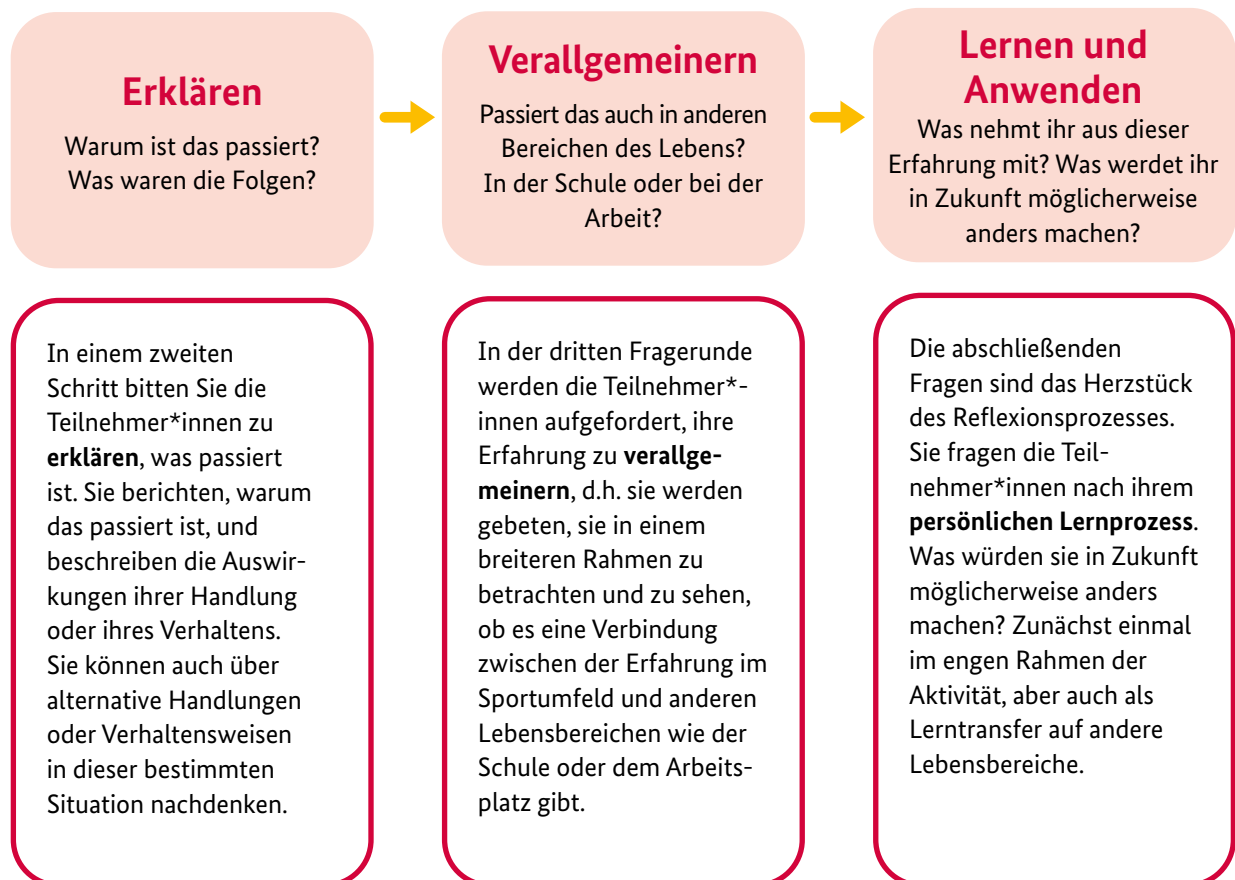 Erklären
Warum ist das passiert?
Was waren die Folgen?
Verallgemeinern
Passiert das auch in anderen
Bereichen des Lebens?
In der Schule oder bei der
Arbeit?
Lernen und
Anwenden
Was nehmt ihr aus dieser
Erfahrung mit? Was werdet ihr
in Zukunft möglicherweise
anders machen?
In einem zweiten
Schritt bitten Sie die
Teilnehmer*innen zu
erklären, was passiert
ist. Sie berichten, warum
das passiert ist, und
beschreiben die Auswir-
kungen ihrer Handlung
oder ihres Verhaltens.
Sie können auch über
alternative Handlungen
oder Verhaltensweisen
in dieser bestimmten
Situation nachdenken.
In der dritten Fragerunde
werden die Teilnehmer*-
innen aufgefordert, ihre
Erfahrung zu verallge-
meinern, d.h. sie werden
gebeten, sie in einem
breiteren Rahmen zu
betrachten und zu sehen,
ob es eine Verbindung
zwischen der Erfahrung im
Sportumfeld und anderen
Lebensbereichen wie der
Schule oder dem Arbeits-
platz gibt.
Die abschließenden
Fragen sind das Herzstück
des Reflexionsprozesses.
Sie fragen die Teil-
nehmer*innen nach ihrem
persönlichen Lernprozess.
Was würden sie in Zukunft
möglicherweise anders
machen? Zunächst einmal
im engen Rahmen der
Aktivität, aber auch als
Lerntransfer auf andere
Lebensbereiche.